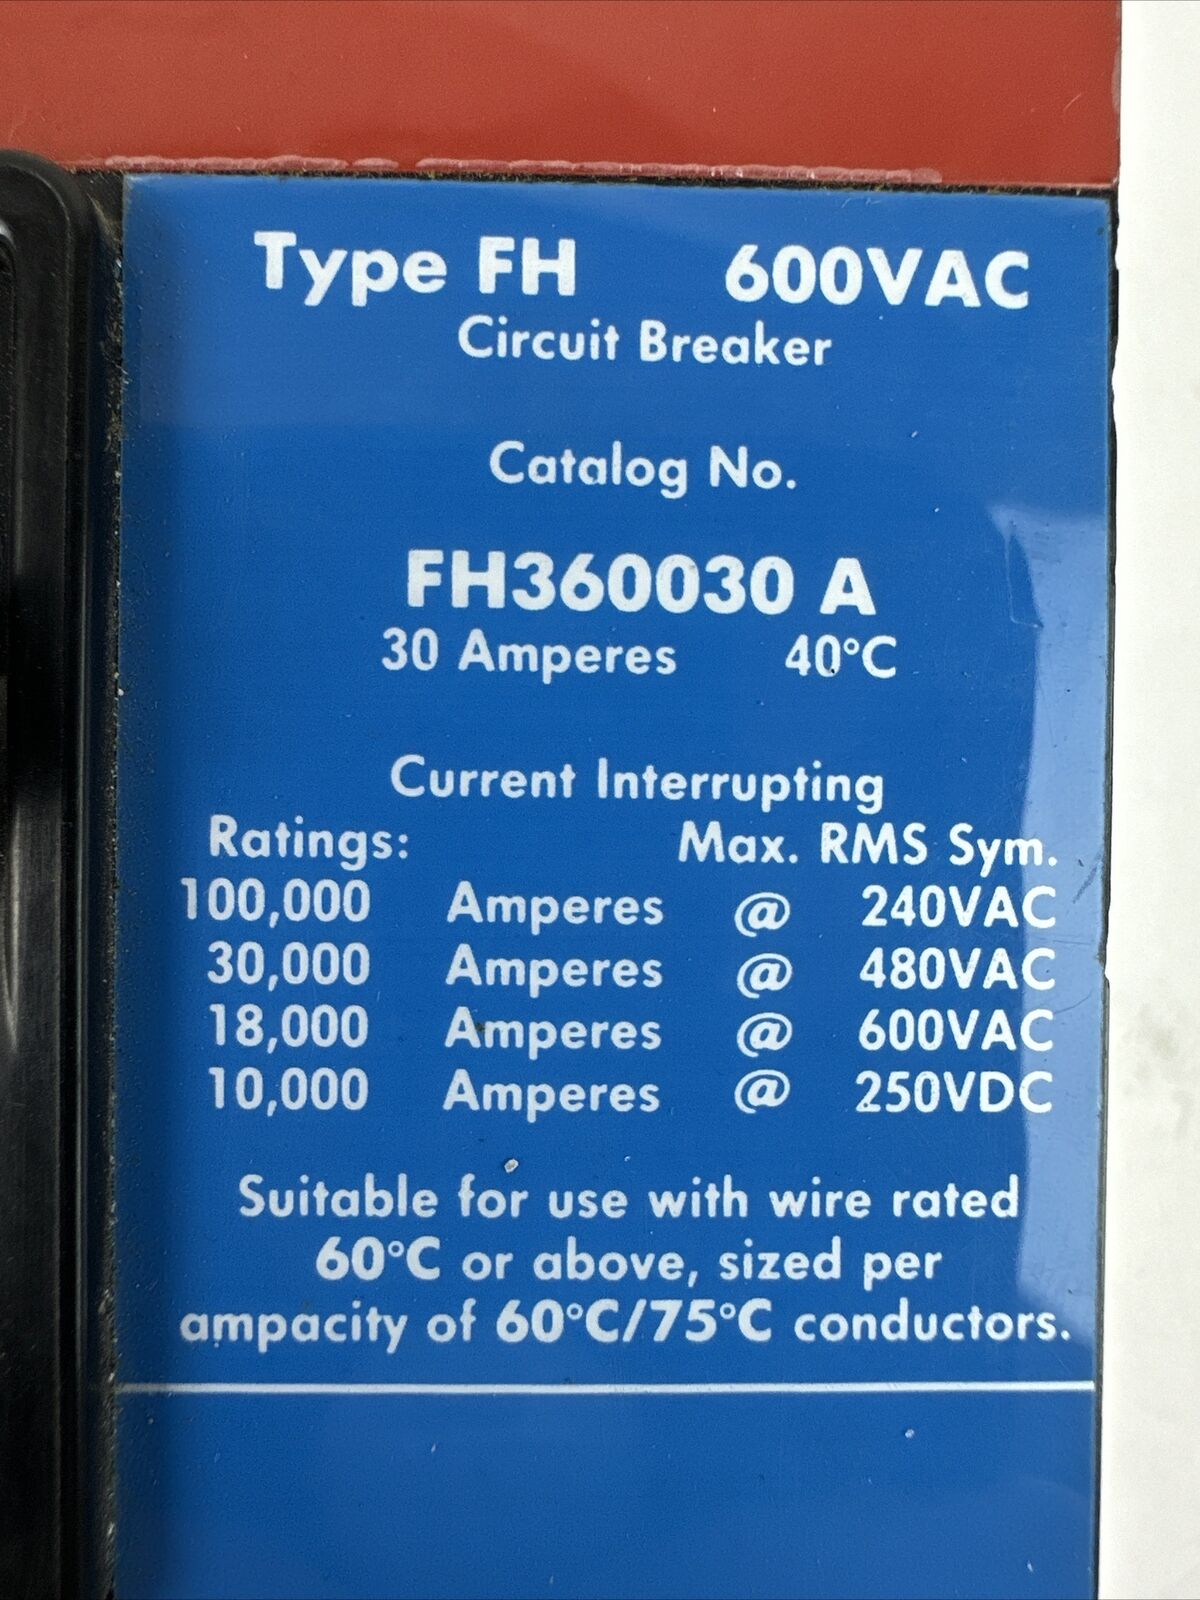 Type FH 600VAC
Circuit Breaker
Catalog No.
FH360030 A
30 Amperes 40°C
Current Interrupting
Ratings: Max. RMS Sym.
100,000 Amperes @ 240VAC
30,000 Amperes @ 480VAC
18,000 Amperes @ 600VAC
10,000 Amperes @ 250VDC
Suitable for use with wire rated
60°C or above, sized per
ampacity of 60°C/75°C conductors.